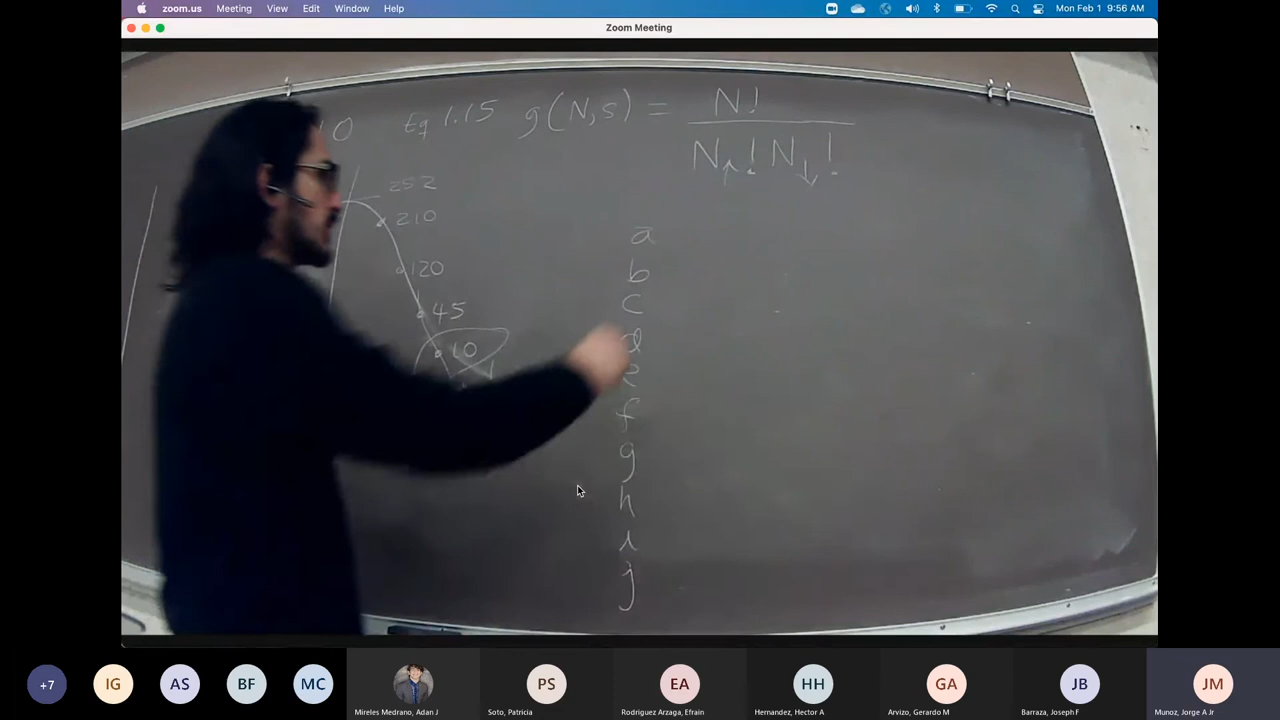 zoom.us Meeting View Edit Window Help Mon Feb 1 9:56 AM
Zoom Meeting
10 Eq 1.15 g(N,s) = N!
N↑! N↓!
252
210
120
45
10
a
b
c
d
e
f
g
h
i
j
+7 IG AS BF MC PS EA HH GA JB JM
Mireles Medrano, Adan J Soto, Patricia Rodriguez Arzaga, Efrain Hernandez, Hector A Arvizo, Gerardo M Barraza, Joseph F Munoz, Jorge A Jr